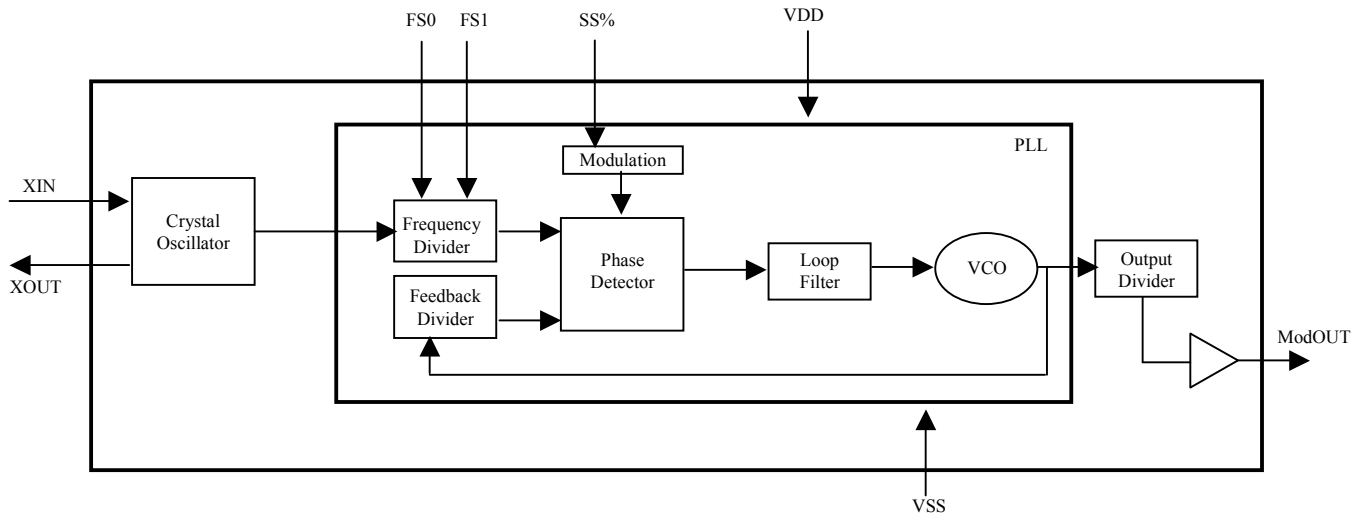 FS0
FS1
SS%
VDD
PLL
Modulation
XIN
Crystal
Oscillator
XOUT
Frequency
Divider
Feedback
Divider
Phase
Detector
Loop
Filter
VCO
Output
Divider
ModOUT
VSS